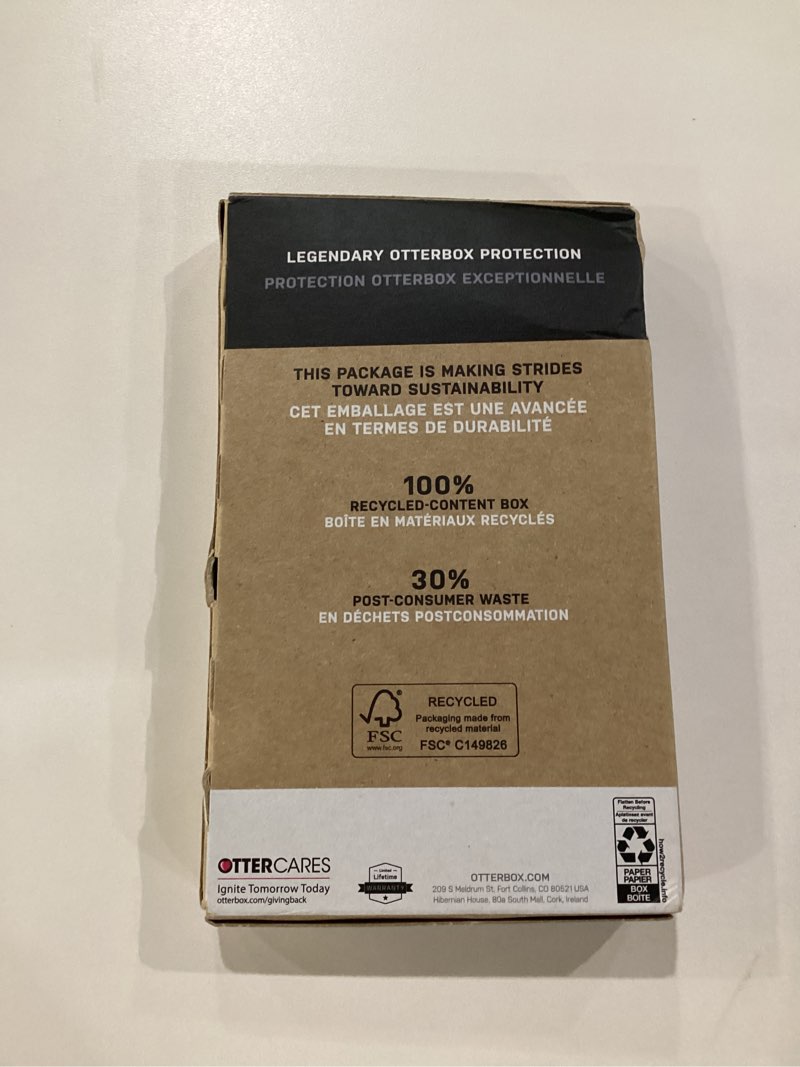 LEGENDARY OTTERBOX PROTECTION
PROTECTION OTTERBOX EXCEPTIONNELLE
THIS PACKAGE IS MAKING STRIDES
TOWARD SUSTAINABILITY
CET EMBALLAGE EST UNE AVANCÉE
EN TERMES DE DURABILITÉ
100%
RECYCLED-CONTENT BOX
BOÎTE EN MATÉRIAUX RECYCLÉS
30%
POST-CONSUMER WASTE
EN DÉCHETS POSTCONSOMMATION
FSC
www.fsc.org
RECYCLED
Packaging made from
recycled material
FSC® C149826
OTTERCARES
Ignite Tomorrow Today
otterbox.com/givingback
Limited
Lifetime
WARRANTY
OTTERBOX.COM
209 S Meldrum St, Fort Collins, CO 80521 USA
Hibernian House, 80a South Mall, Cork, Ireland
Flatten Before
Recycling
Aplatissez avant
de recycler
PAPER
PAPIER
BOX
BOÎTE
how2recycle.info